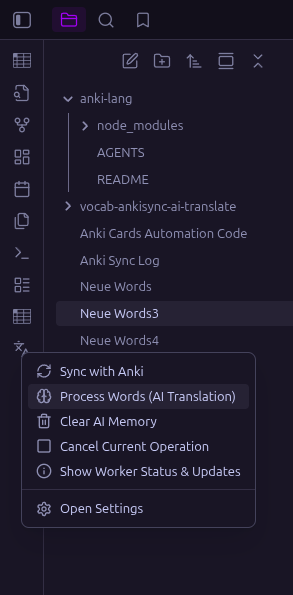 anki-lang
node_modules
AGENTS
README
vocab-ankisync-ai-translate
Anki Cards Automation Code
Anki Sync Log
Neue Words
Neue Words3
Neue Words4
Sync with Anki
Process Words (AI Translation)
Clear AI Memory
Cancel Current Operation
Show Worker Status & Updates
Open Settings